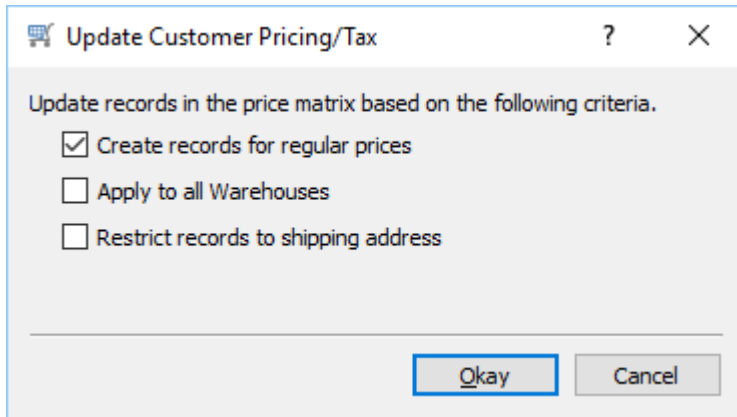 Update Customer Pricing/Tax ?
Update records in the price matrix based on the following criteria.
Create records for regular prices
Apply to all Warehouses
Restrict records to shipping address
Okay Cancel